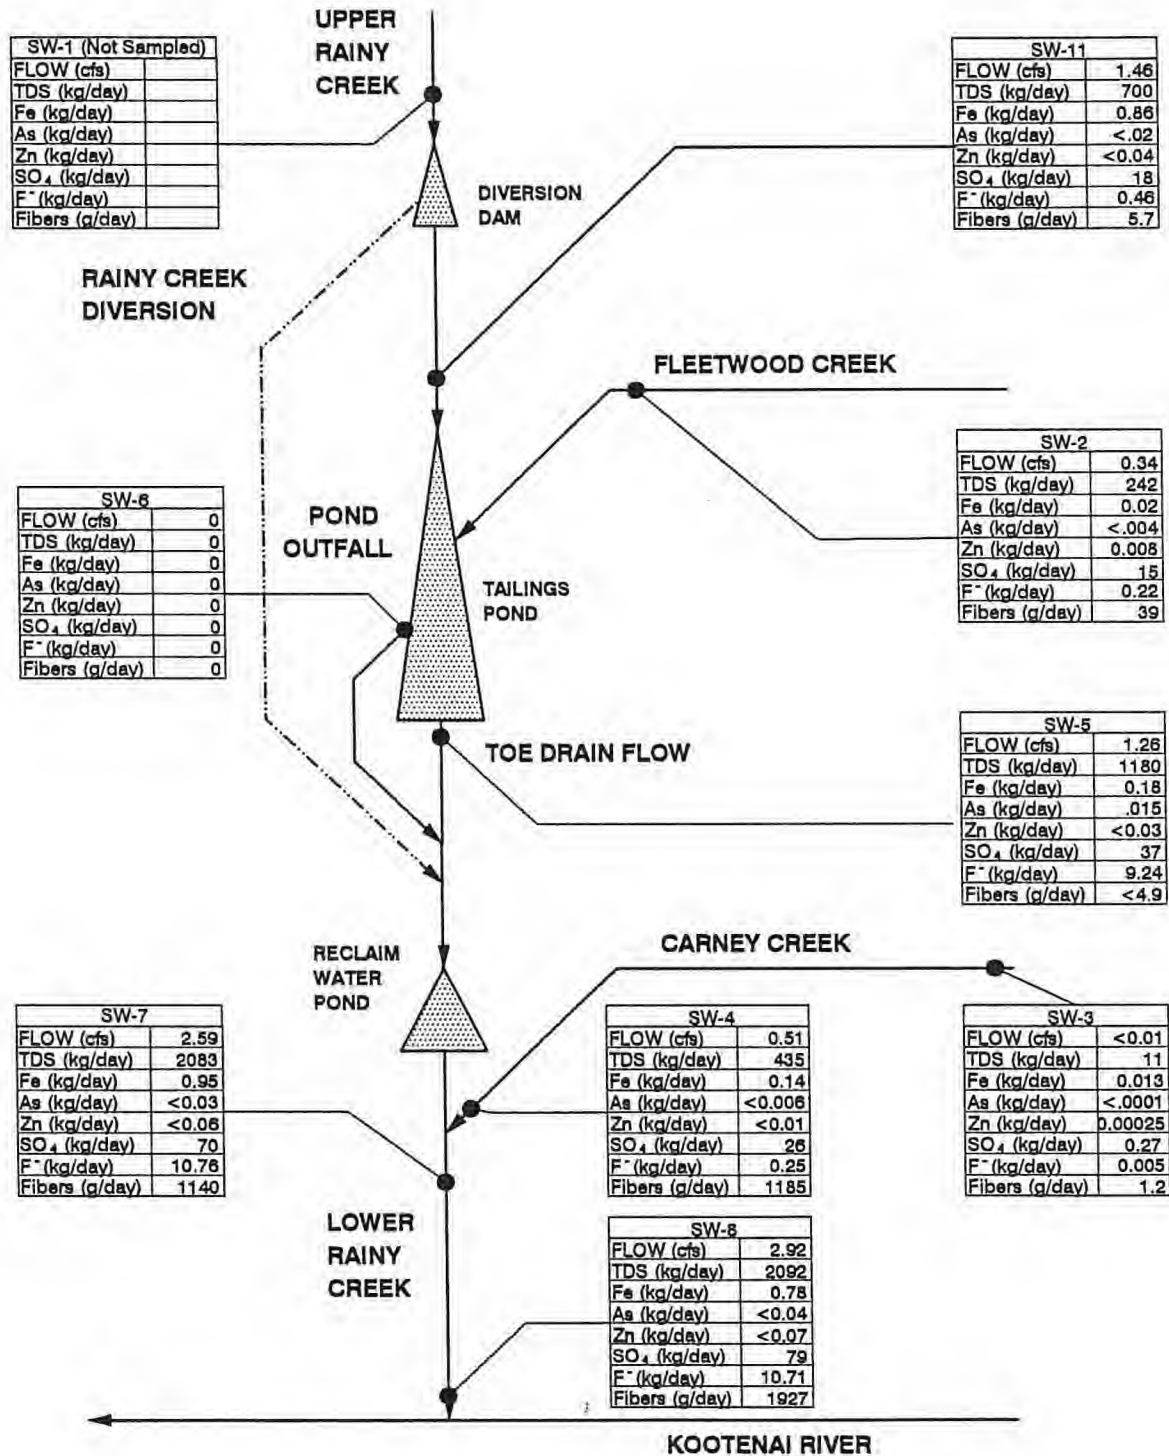 UPPER
RAINY
CREEK
SW-1 (Not Sampled)
FLOW (cfs)
TDS (kg/day)
Fe (kg/day)
As (kg/day)
Zn (kg/day)
SO₄ (kg/day)
F⁻ (kg/day)
Fibers (g/day)
SW-11
FLOW (cfs) 1.46
TDS (kg/day) 700
Fe (kg/day) 0.86
As (kg/day) <.02
Zn (kg/day) <0.04
SO₄ (kg/day) 18
F⁻ (kg/day) 0.46
Fibers (g/day) 5.7
DIVERSION
DAM
RAINY CREEK
DIVERSION
FLEETWOOD CREEK
SW-2
FLOW (cfs) 0.34
TDS (kg/day) 242
Fe (kg/day) 0.02
As (kg/day) <.004
Zn (kg/day) 0.008
SO₄ (kg/day) 15
F⁻ (kg/day) 0.22
Fibers (g/day) 39
SW-6
FLOW (cfs) 0
TDS (kg/day) 0
Fe (kg/day) 0
As (kg/day) 0
Zn (kg/day) 0
SO₄ (kg/day) 0
F⁻ (kg/day) 0
Fibers (g/day) 0
POND
OUTFALL
TAILINGS
POND
TOE DRAIN FLOW
SW-5
FLOW (cfs) 1.26
TDS (kg/day) 1180
Fe (kg/day) 0.18
As (kg/day) .015
Zn (kg/day) <0.03
SO₄ (kg/day) 37
F⁻ (kg/day) 9.24
Fibers (g/day) <4.9
RECLAIM
WATER
POND
CARNEY CREEK
SW-7
FLOW (cfs) 2.59
TDS (kg/day) 2083
Fe (kg/day) 0.95
As (kg/day) <0.03
Zn (kg/day) <0.06
SO₄ (kg/day) 70
F⁻ (kg/day) 10.76
Fibers (g/day) 1140
SW-4
FLOW (cfs) 0.51
TDS (kg/day) 435
Fe (kg/day) 0.14
As (kg/day) <0.006
Zn (kg/day) <0.01
SO₄ (kg/day) 26
F⁻ (kg/day) 0.25
Fibers (g/day) 1185
SW-3
FLOW (cfs) <0.01
TDS (kg/day) 11
Fe (kg/day) 0.013
As (kg/day) <.0001
Zn (kg/day) 0.00025
SO₄ (kg/day) 0.27
F⁻ (kg/day) 0.005
Fibers (g/day) 1.2
LOWER
RAINY
CREEK
SW-8
FLOW (cfs) 2.92
TDS (kg/day) 2092
Fe (kg/day) 0.78
As (kg/day) <0.04
Zn (kg/day) <0.07
SO₄ (kg/day) 79
F⁻ (kg/day) 10.71
Fibers (g/day) 1927
KOOTENAI RIVER